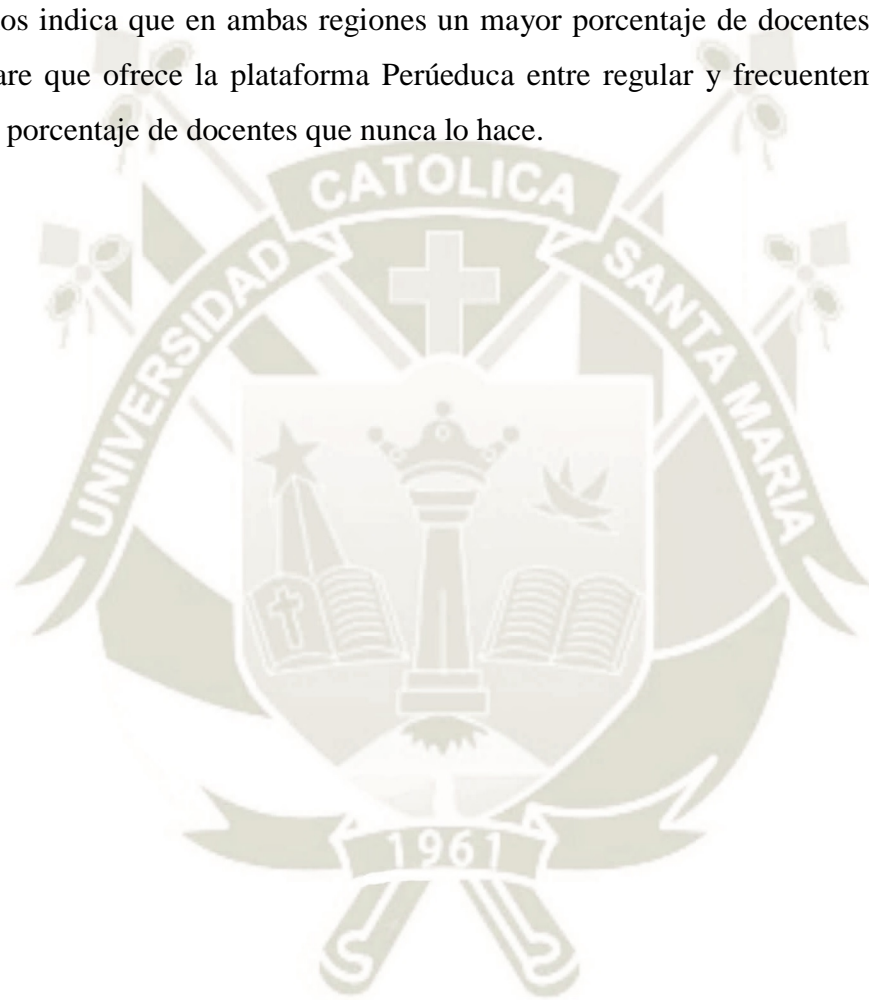 os indica que en ambas regiones un mayor porcentaje de docentes
are que ofrece la plataforma Perúeduca entre regular y frecuentem
porcentaje de docentes que nunca lo hace.
UNIVERSIDAD CATOLICA SANTA MARIA
1961